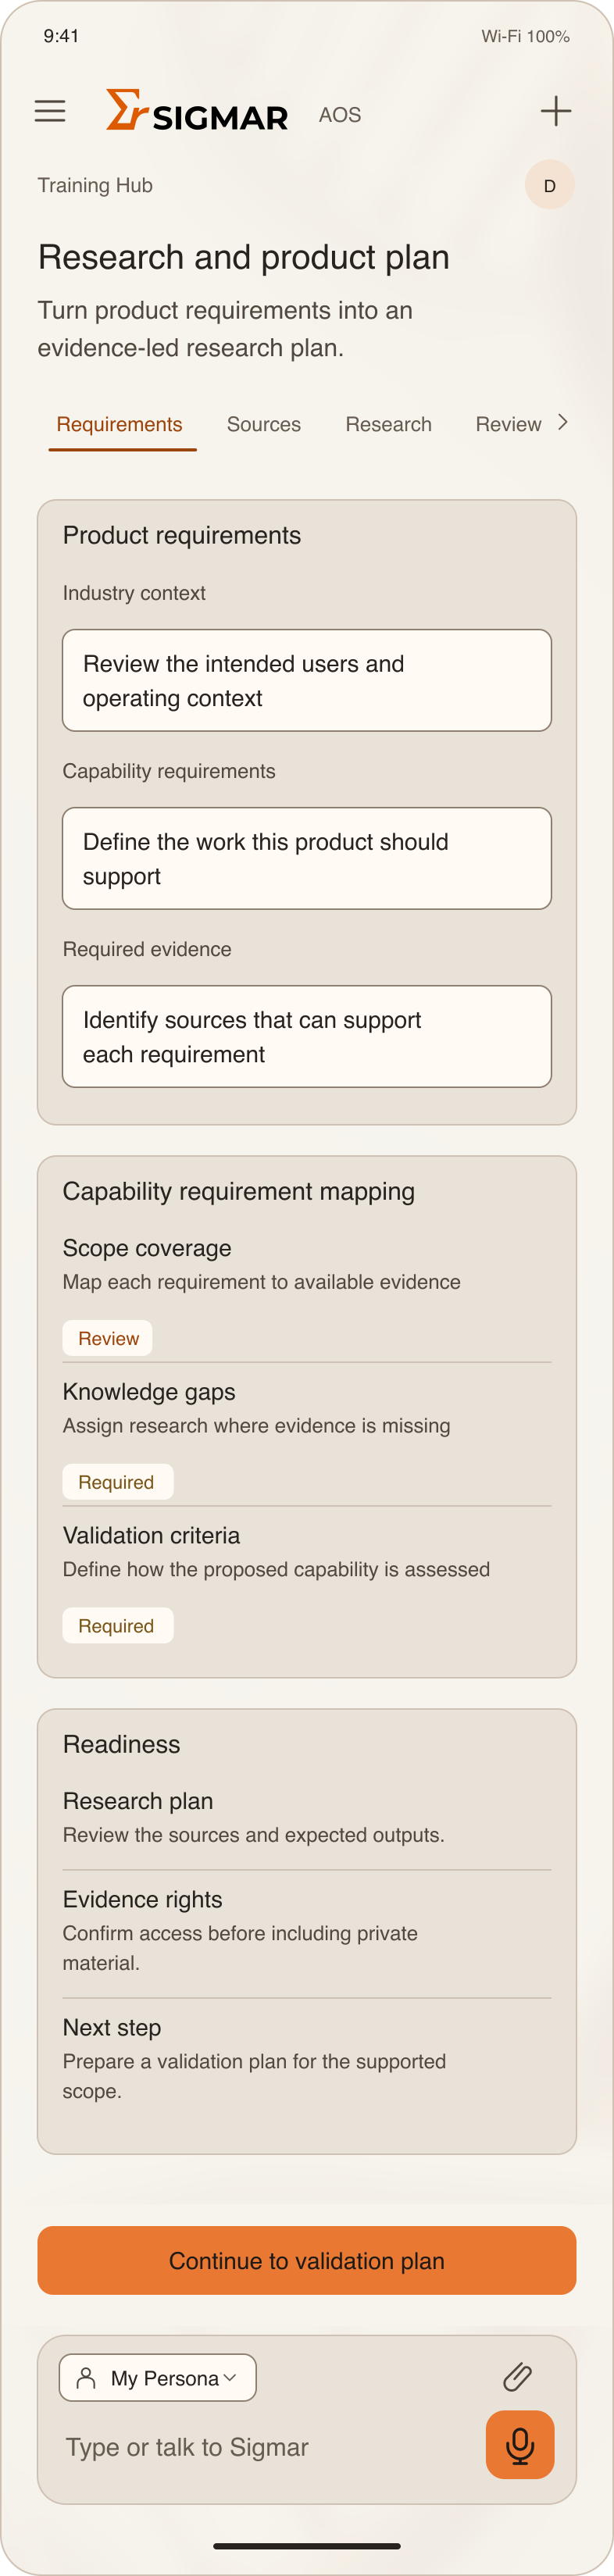 9:41
Wi-Fi 100%
Σr SIGMAR AOS
Training Hub
D
Research and product plan
Turn product requirements into an
evidence-led research plan.
Requirements Sources Research Review
Product requirements
Industry context
Review the intended users and
operating context
Capability requirements
Define the work this product should
support
Required evidence
Identify sources that can support
each requirement
Capability requirement mapping
Scope coverage
Map each requirement to available evidence
Review
Knowledge gaps
Assign research where evidence is missing
Required
Validation criteria
Define how the proposed capability is assessed
Required
Readiness
Research plan
Review the sources and expected outputs.
Evidence rights
Confirm access before including private
material.
Next step
Prepare a validation plan for the supported
scope.
Continue to validation plan
My Persona
Type or talk to Sigmar